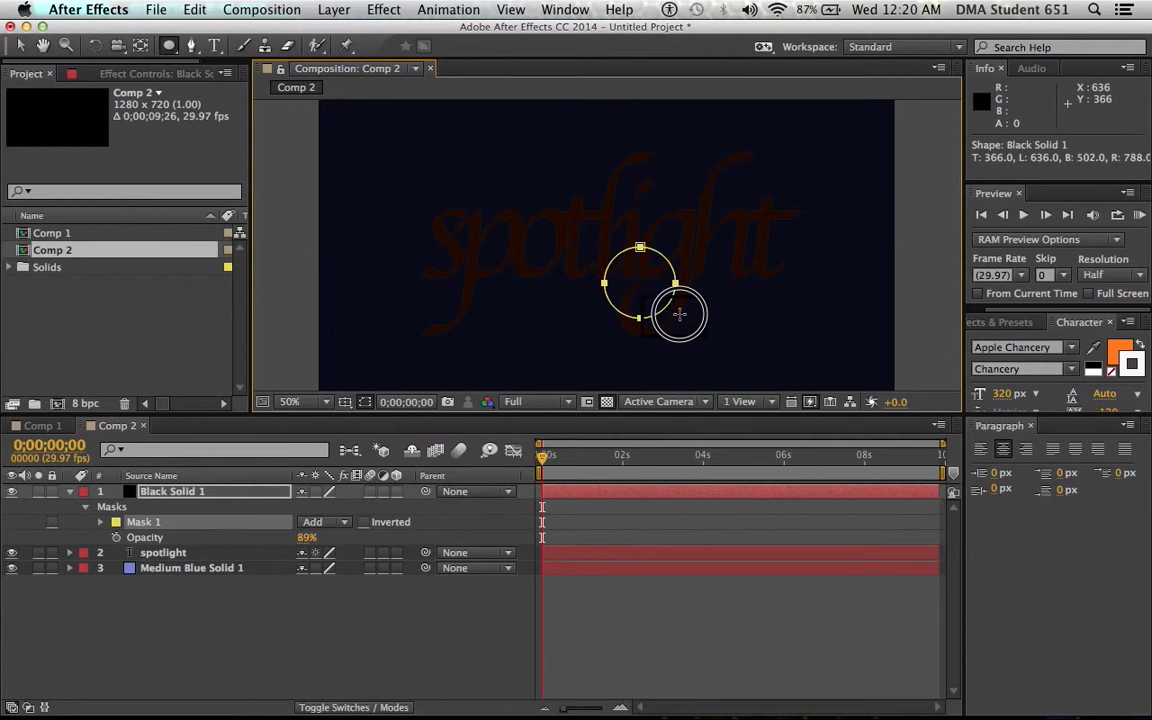 After Effects File Edit Composition Layer Effect Animation View Window Help 87% Wed 12:20 AM DMA Student 651
Adobe After Effects CC 2014 - Untitled Project *
Workspace: Standard Search Help
Project Effect Controls: Black Sc Composition: Comp 2 Info Audio
Comp 2
1280 x 720 (1.00)
Δ 0;00;09;26, 29.97 fps
Comp 2
R : X : 636
G : Y : 366
B :
A : 0
Shape: Black Solid 1
T: 366.0, L: 636.0, B: 502.0, R: 788.0
spotlight
Preview
RAM Preview Options
Frame Rate Skip Resolution
(29.97) 0 Half
From Current Time Full Screen
Name
Comp 1
Comp 2
Solids
Effects & Presets Character
Apple Chancery
Chancery
320 px Auto
8 bpc
50% 0;00;00;00 Full Active Camera 1 View +0.0
Comp 1 Comp 2 Paragraph
0;00;00;00
00000 (29.97 fps)
:00s 02s 04s 06s 08s 10
# Source Name fx Parent
0 px 0 px 0 px
0 px 0 px
1 Black Solid 1 None
Masks
Mask 1 Add Inverted
Opacity 89%
2 T spotlight None
3 Medium Blue Solid 1 None
Toggle Switches / Modes